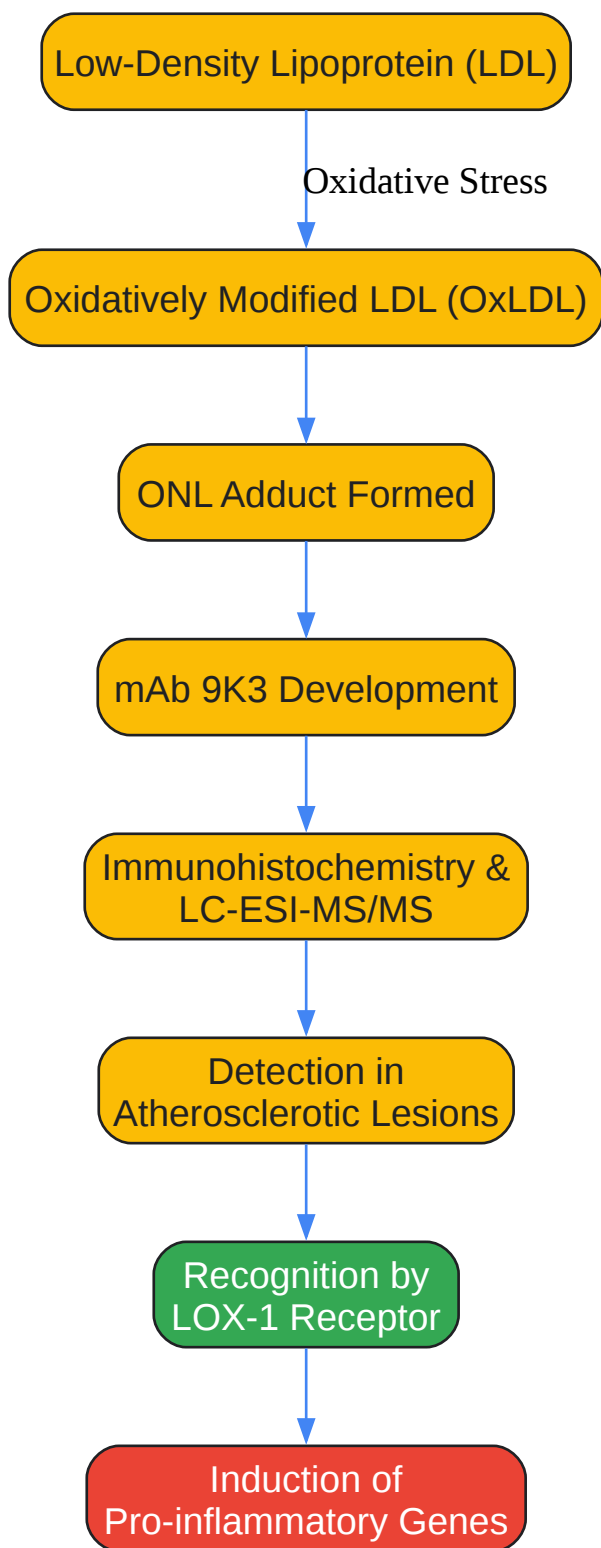 Low-Density Lipoprotein (LDL)
Oxidative Stress
Oxidatively Modified LDL (OxLDL)
ONL Adduct Formed
mAb 9K3 Development
Immunohistochemistry &
LC-ESI-MS/MS
Detection in
Atherosclerotic Lesions
Recognition by
LOX-1 Receptor
Induction of
Pro-inflammatory Genes